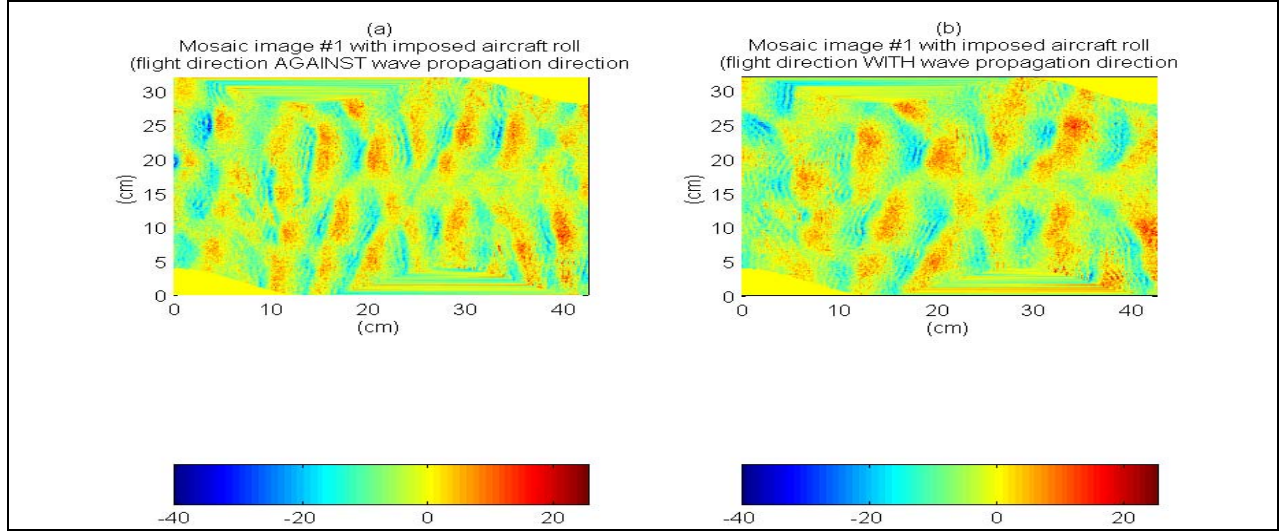 (a)
Mosaic image #1 with imposed aircraft roll
(flight direction AGAINST wave propagation direction
30
25
20
15
10
5
0
(cm)
0 10 20 30 40
(cm)
-40 -20 0 20
(b)
Mosaic image #1 with imposed aircraft roll
(flight direction WITH wave propagation direction
30
25
20
15
10
5
0
(cm)
0 10 20 30 40
(cm)
-40 -20 0 20